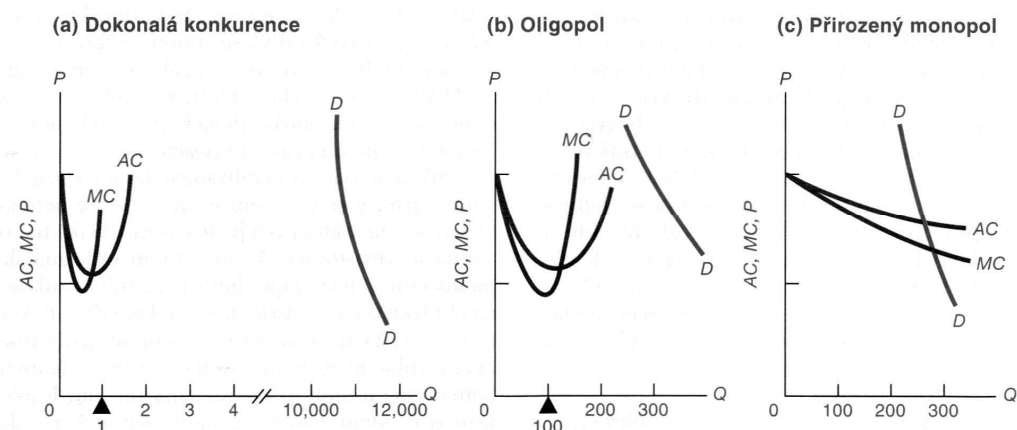 (a) Dokonalá konkurence
P
AC, MC, P
MC
AC
D
D
0
1
2
3
4
10,000
12,000
Q
(b) Oligopol
P
AC, MC, P
MC
AC
D
D
0
100
200
300
Q
(c) Přirozený monopol
P
AC, MC, P
D
AC
MC
D
0
100
200
300
Q